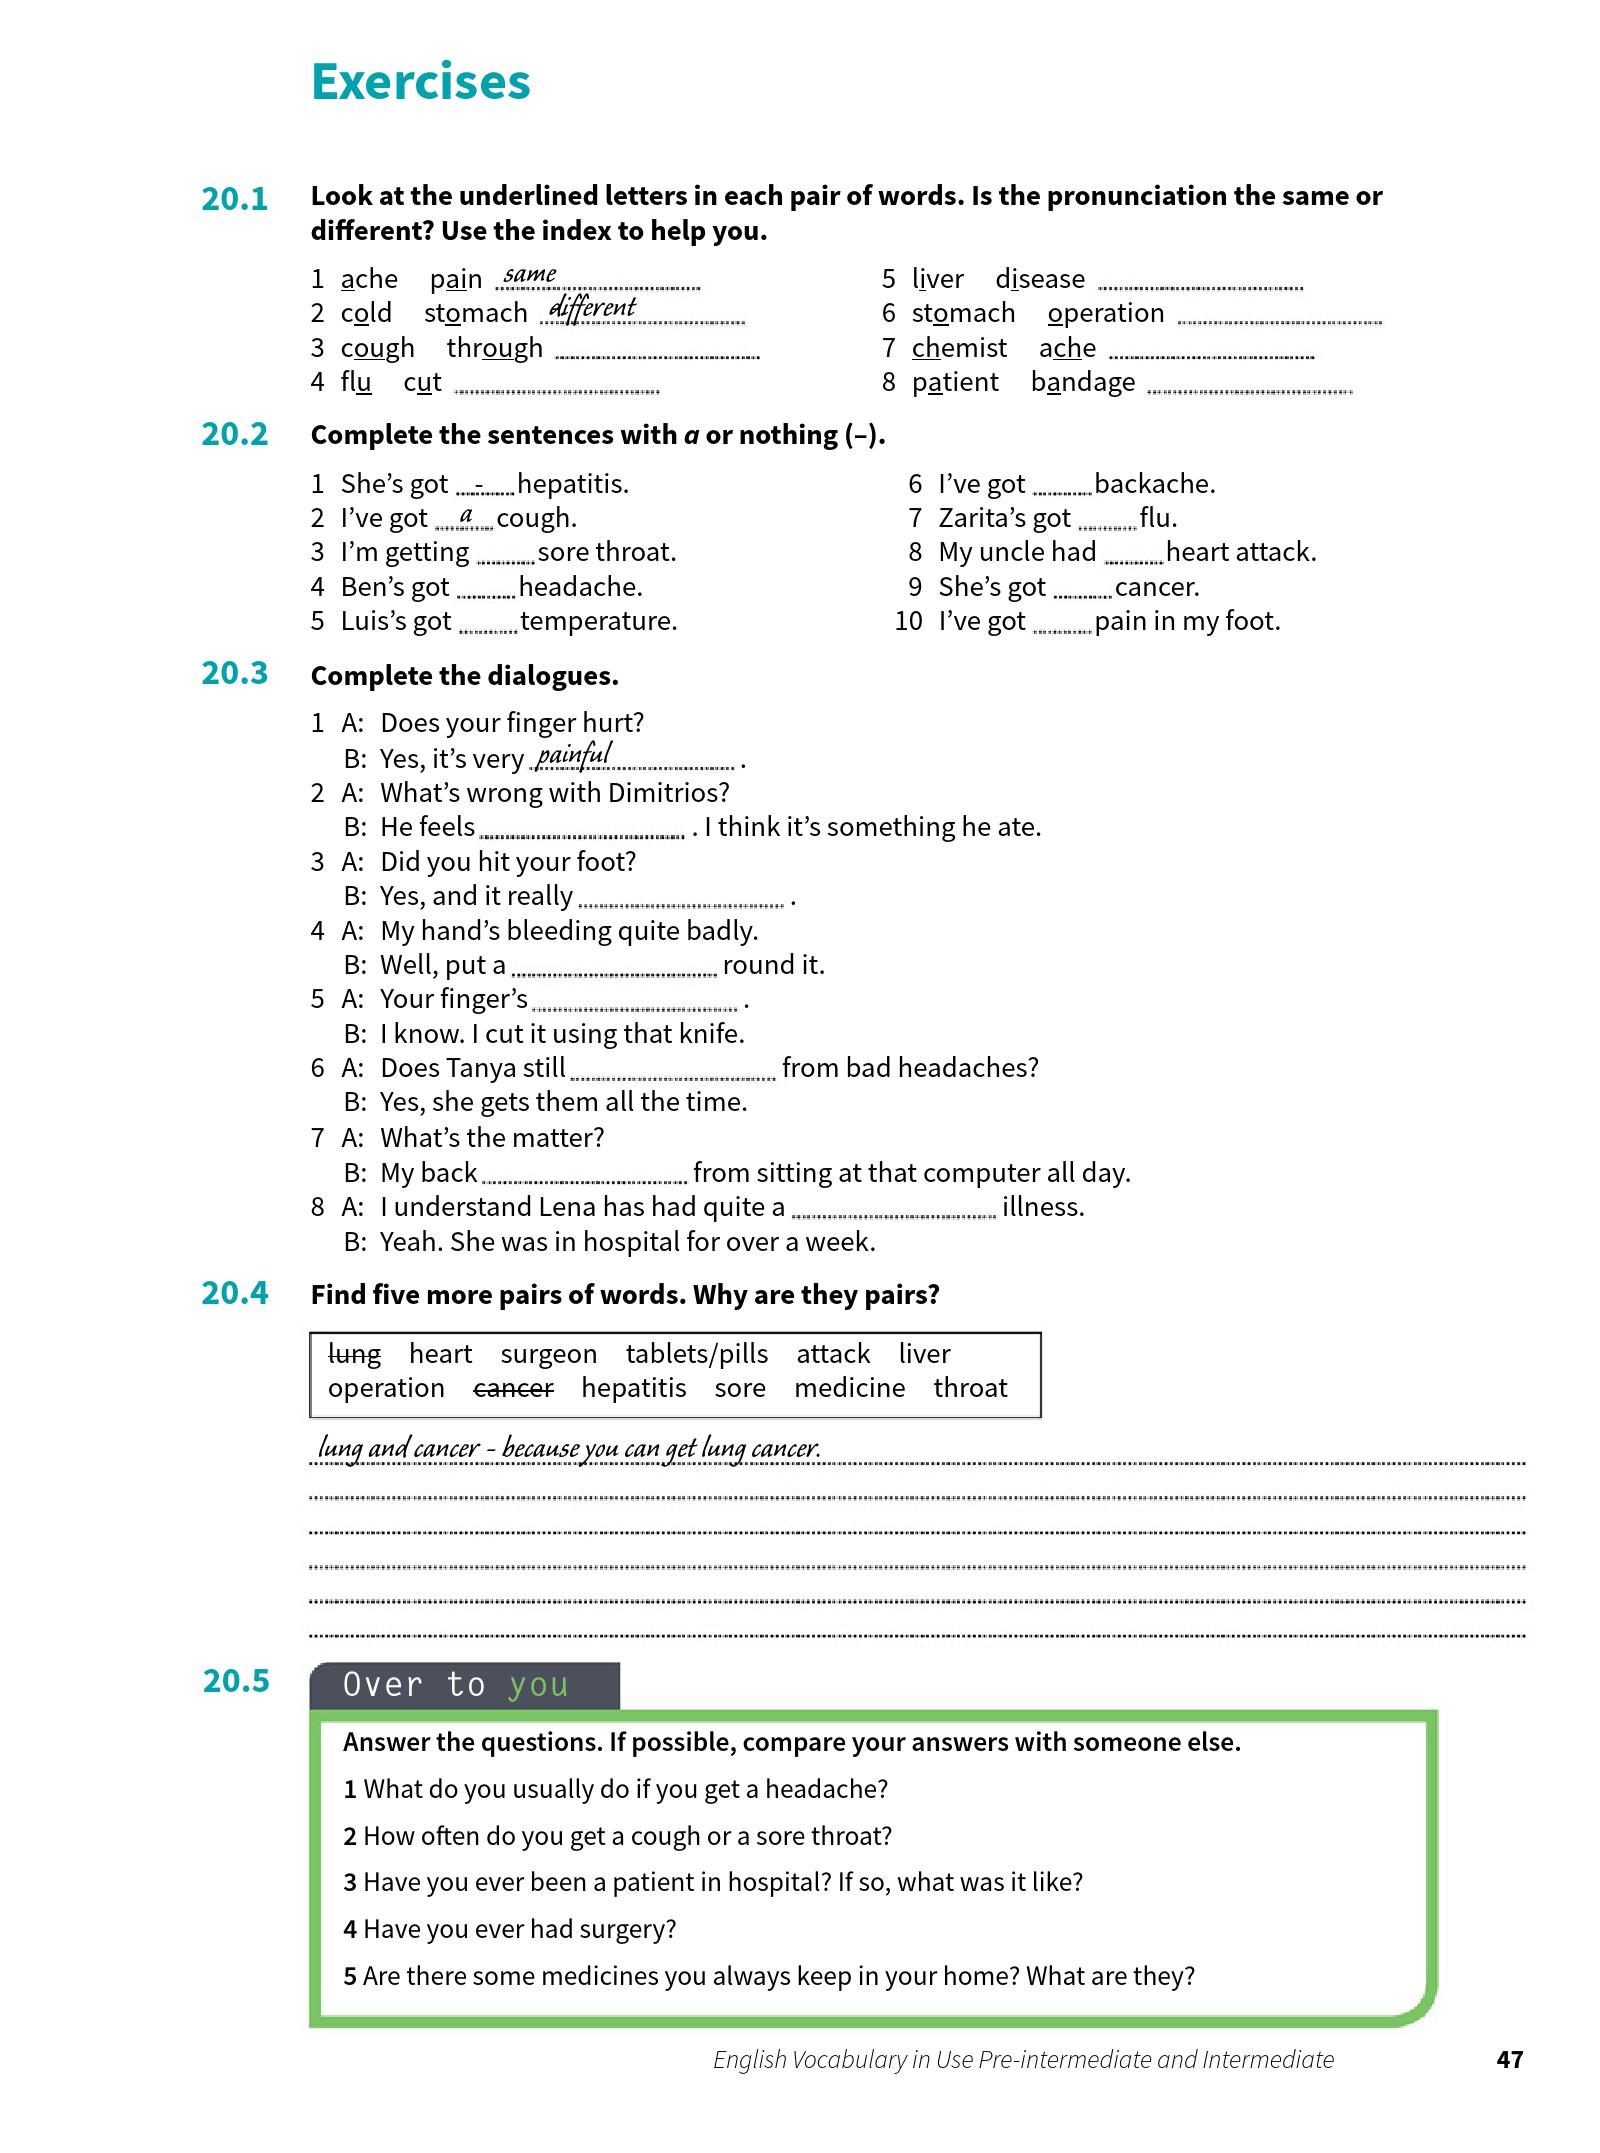 Exercises
20.1 Look at the underlined letters in each pair of words. Is the pronunciation the same or
different? Use the index to help you.
1 ache pain same
2 cold stomach different
3 cough through
4 flu cut
5 liver disease
6 stomach operation
7 chemist ache
8 patient bandage
20.2 Complete the sentences with a or nothing (–).
1 She's got - hepatitis.
2 I've got a cough.
3 I'm getting sore throat.
4 Ben's got headache.
5 Luis's got temperature.
6 I've got backache.
7 Zarita's got flu.
8 My uncle had heart attack.
9 She's got cancer.
10 I've got pain in my foot.
20.3 Complete the dialogues.
1 A: Does your finger hurt?
B: Yes, it's very painful .
2 A: What's wrong with Dimitrios?
B: He feels . I think it's something he ate.
3 A: Did you hit your foot?
B: Yes, and it really .
4 A: My hand's bleeding quite badly.
B: Well, put a round it.
5 A: Your finger's .
B: I know. I cut it using that knife.
6 A: Does Tanya still from bad headaches?
B: Yes, she gets them all the time.
7 A: What's the matter?
B: My back from sitting at that computer all day.
8 A: I understand Lena has had quite a illness.
B: Yeah. She was in hospital for over a week.
20.4 Find five more pairs of words. Why are they pairs?
lung heart surgeon tablets/pills attack liver
operation cancer hepatitis sore medicine throat
lung and cancer – because you can get lung cancer.
20.5 Over to you
Answer the questions. If possible, compare your answers with someone else.
1 What do you usually do if you get a headache?
2 How often do you get a cough or a sore throat?
3 Have you ever been a patient in hospital? If so, what was it like?
4 Have you ever had surgery?
5 Are there some medicines you always keep in your home? What are they?
English Vocabulary in Use Pre-intermediate and Intermediate 47